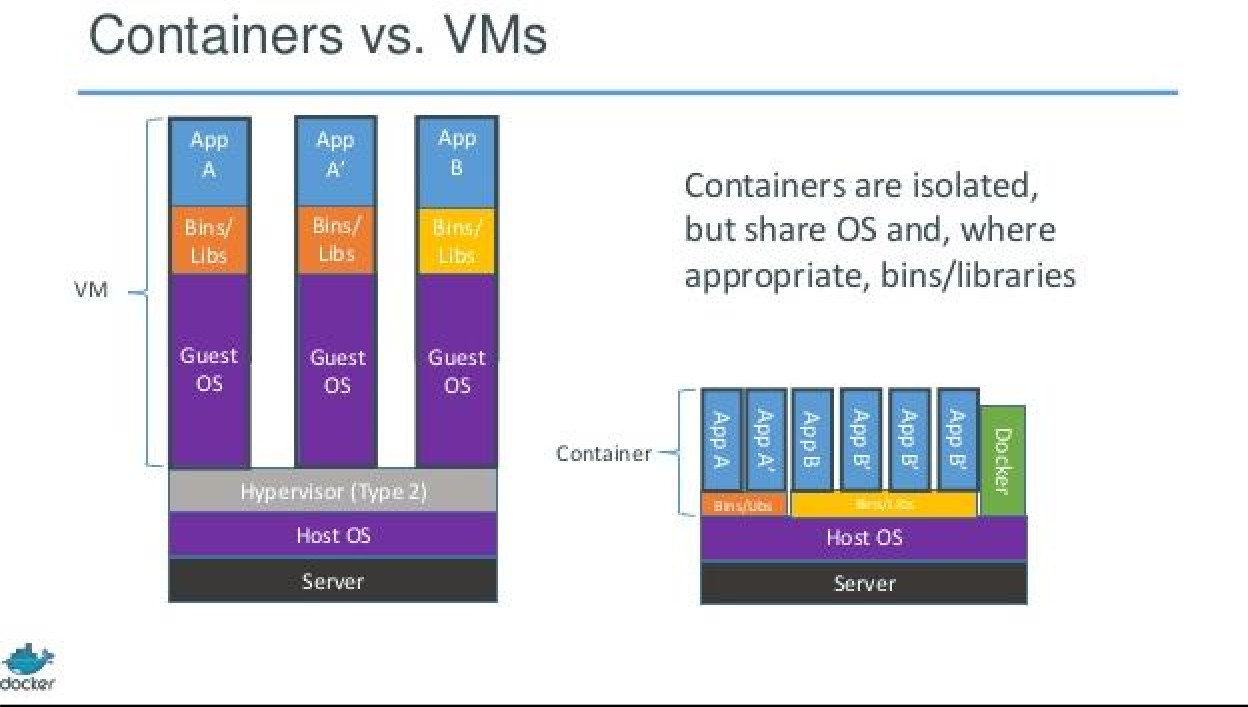 Containers vs. VMs
App
A
App
A'
App
B
Bins/
Libs
Bins/
Libs
Bins/
Libs
VM
Guest
OS
Guest
OS
Guest
OS
Hypervisor (Type 2)
Host OS
Server
Containers are isolated,
but share OS and, where
appropriate, bins/libraries
Container
App A
App A'
App B
App B'
App B'
App B'
Docker
Bins/Libs
Bins/Libs
Host OS
Server
docker